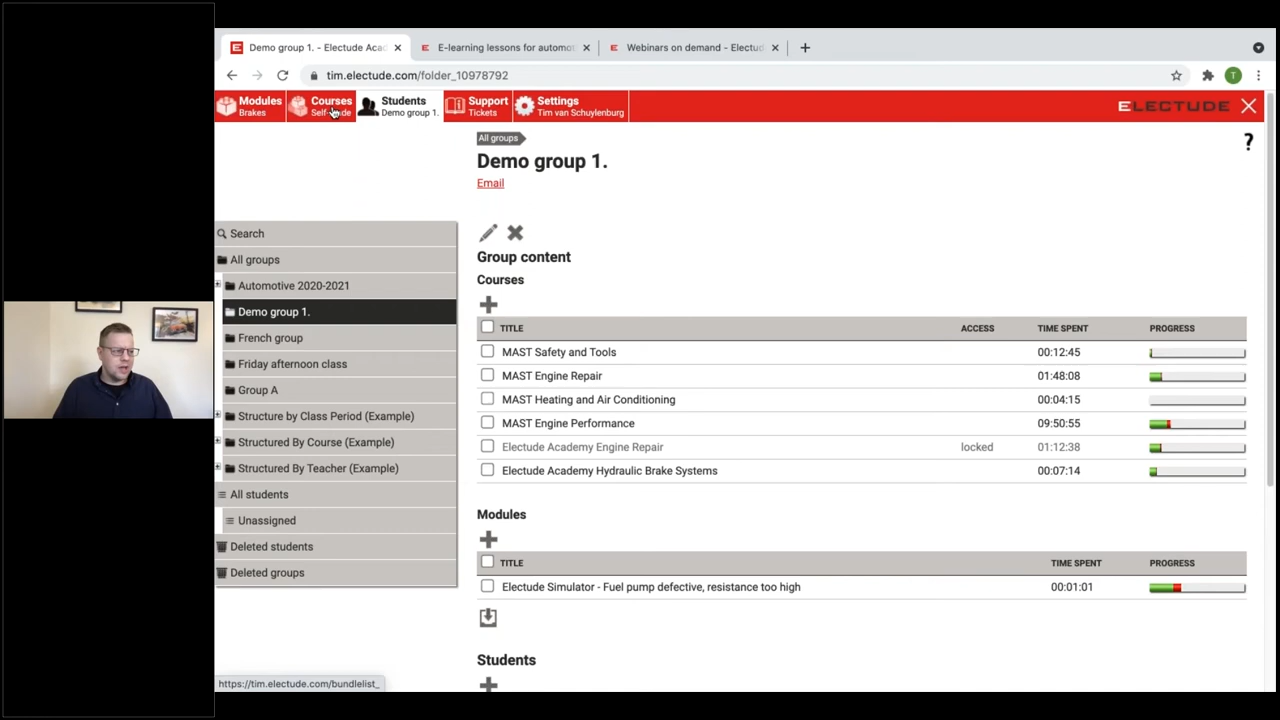 Demo group 1. - Electude Acad
E-learning lessons for automot
Webinars on demand - Electud
tim.electude.com/folder_10978792
T
Modules
Brakes
Courses
Students
Demo group 1.
Support
Tickets
Settings
Tim van Schuylenburg
ELECTUDE
All groups
?
Demo group 1.
Email
Search
All groups
Automotive 2020-2021
Demo group 1.
French group
Friday afternoon class
Group A
Structure by Class Period (Example)
Structured By Course (Example)
Structured By Teacher (Example)
All students
Unassigned
Deleted students
Deleted groups
Group content
Courses
TITLE ACCESS TIME SPENT PROGRESS
MAST Safety and Tools 00:12:45
MAST Engine Repair 01:48:08
MAST Heating and Air Conditioning 00:04:15
MAST Engine Performance 09:50:55
Electude Academy Engine Repair locked 01:12:38
Electude Academy Hydraulic Brake Systems 00:07:14
Modules
TITLE TIME SPENT PROGRESS
Electude Simulator - Fuel pump defective, resistance too high 00:01:01
Students
https://tim.electude.com/bundlelist_